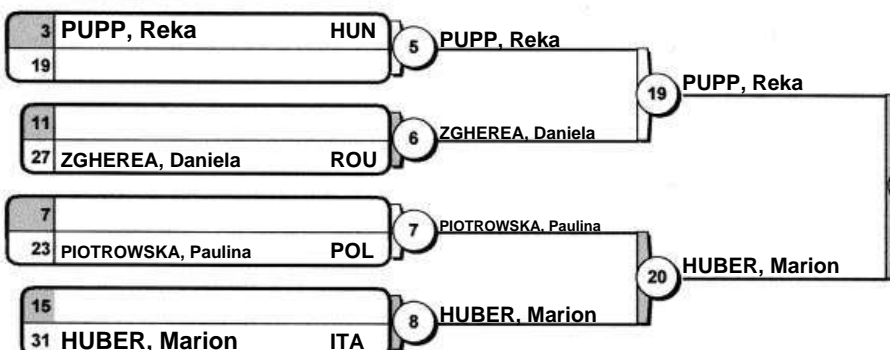 3 PUPP, Reka HUN
19
5 PUPP, Reka
11
27 ZGHEREA, Daniela ROU
6 ZGHEREA, Daniela
19 PUPP, Reka
7
23 PIOTROWSKA, Paulina POL
7 PIOTROWSKA, Paulina
15
31 HUBER, Marion ITA
8 HUBER, Marion
20 HUBER, Marion